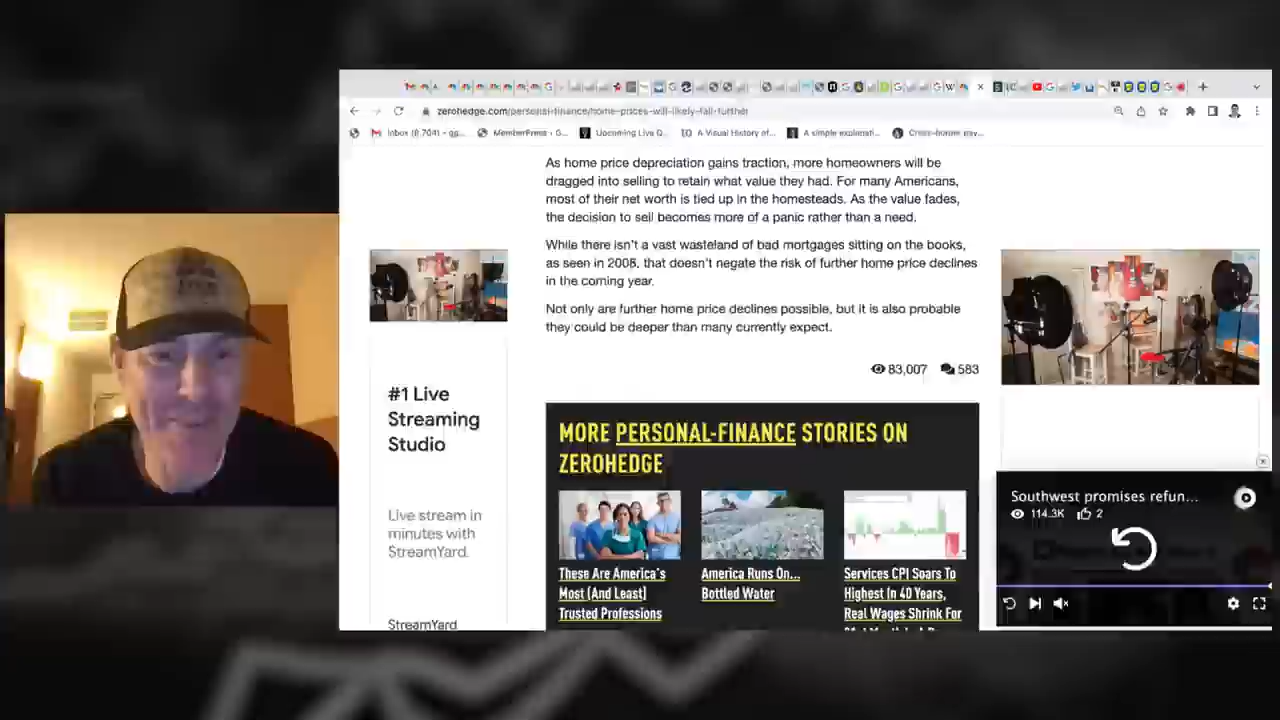 zerohedge.com/personal-finance/home-prices-will-likely-fall-further
Inbox (8,704) - gp...
MemberPress › G...
Upcoming Live Q...
A Visual History of...
A simple explanati...
Cross-border pay...
As home price depreciation gains traction, more homeowners will be
dragged into selling to retain what value they had. For many Americans,
most of their net worth is tied up in the homesteads. As the value fades,
the decision to sell becomes more of a panic rather than a need.
While there isn't a vast wasteland of bad mortgages sitting on the books,
as seen in 2008, that doesn't negate the risk of further home price declines
in the coming year.
Not only are further home price declines possible, but it is also probable
they could be deeper than many currently expect.
83,007 583
#1 Live
Streaming
Studio
Live stream in
minutes with
StreamYard.
StreamYard
MORE PERSONAL-FINANCE STORIES ON
ZEROHEDGE
These Are America's
Most (And Least)
Trusted Professions
America Runs On...
Bottled Water
Services CPI Soars To
Highest In 40 Years,
Real Wages Shrink For
Southwest promises refun...
114.3K 2